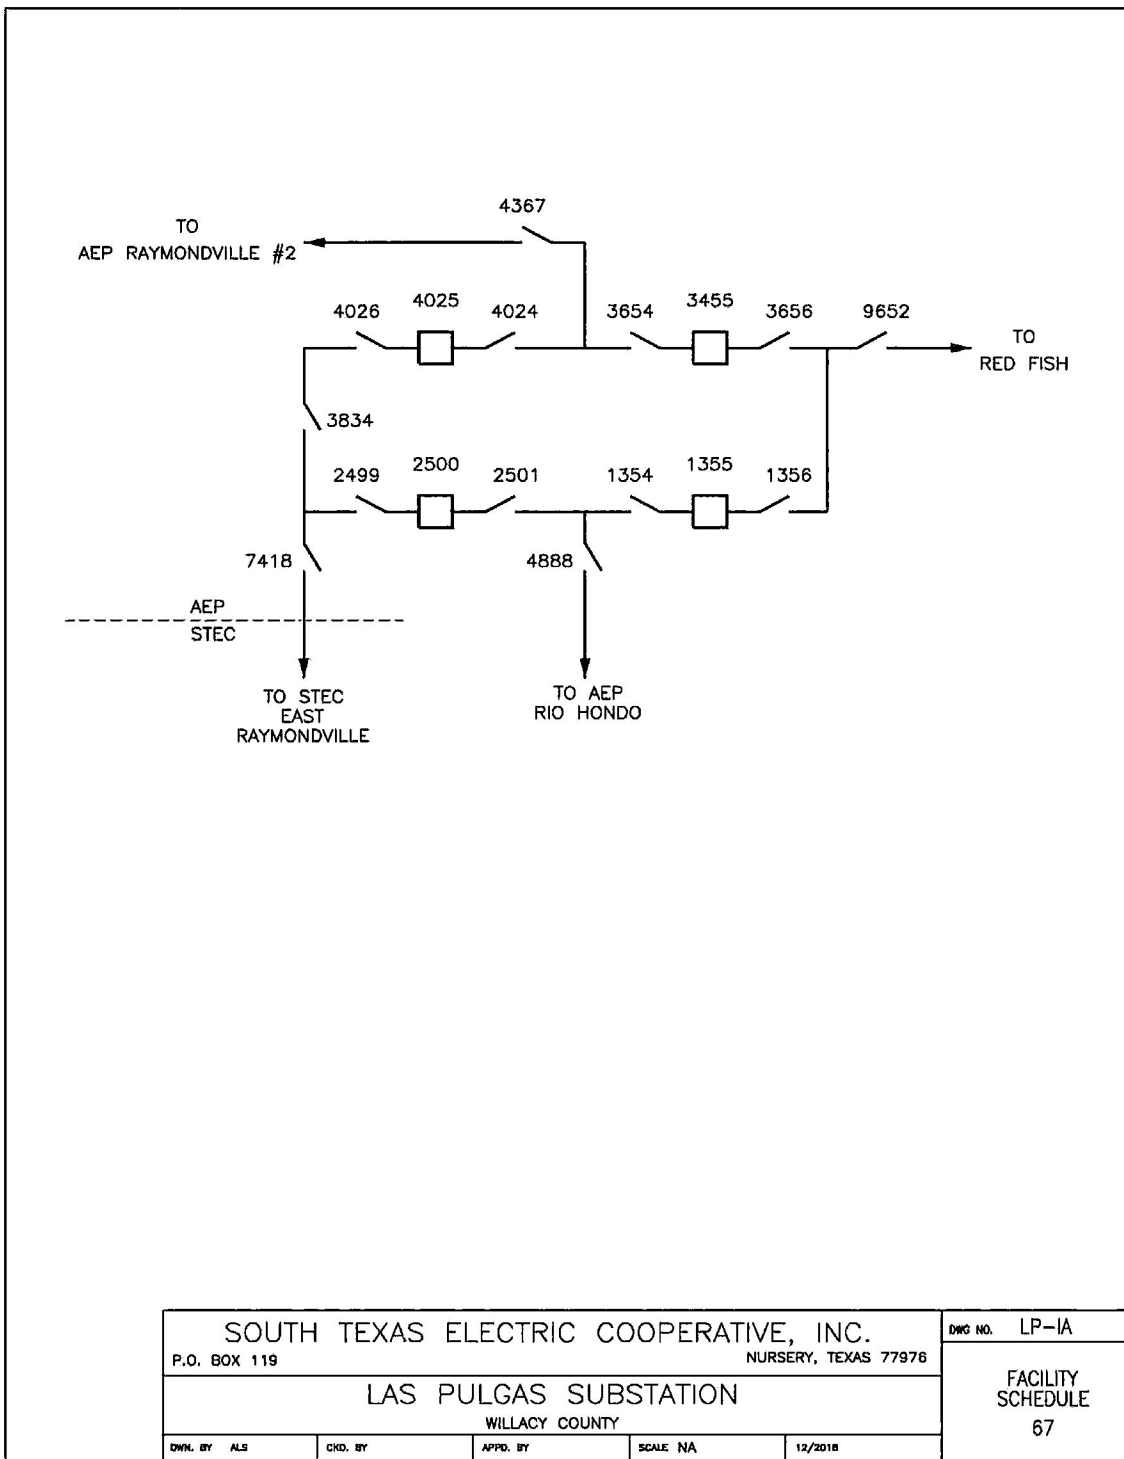 4367
TO
AEP RAYMONDVILLE #2
4026
4025
4024
3654
3455
3656
9652
TO
RED FISH
3834
2499
2500
2501
1354
1355
1356
7418
4888
AEP
STEC
TO STEC
EAST
RAYMONDVILLE
TO AEP
RIO HONDO
SOUTH TEXAS ELECTRIC COOPERATIVE, INC.
P.O. BOX 119
NURSERY, TEXAS 77976
DWG NO. LP-IA
LAS PULGAS SUBSTATION
WILLACY COUNTY
FACILITY
SCHEDULE
67
DWN. BY ALS
CKD. BY
APPD. BY
SCALE NA
12/2018